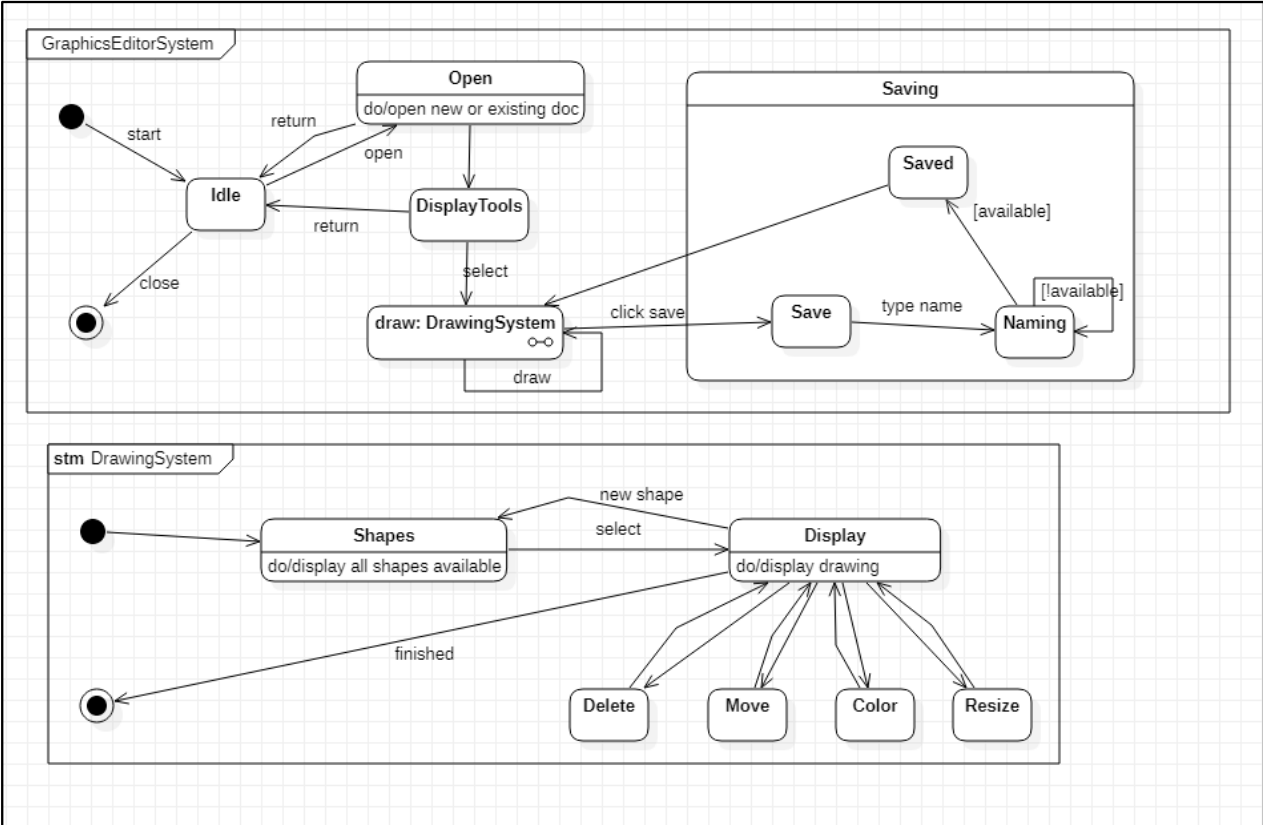 GraphicsEditorSystem
Open
do/open new or existing doc
start
return
open
Idle
DisplayTools
return
close
select
draw: DrawingSystem
draw
click save
Saving
Saved
[available]
[!available]
Save
type name
Naming
stm DrawingSystem
new shape
Shapes
do/display all shapes available
select
Display
do/display drawing
finished
Delete
Move
Color
Resize